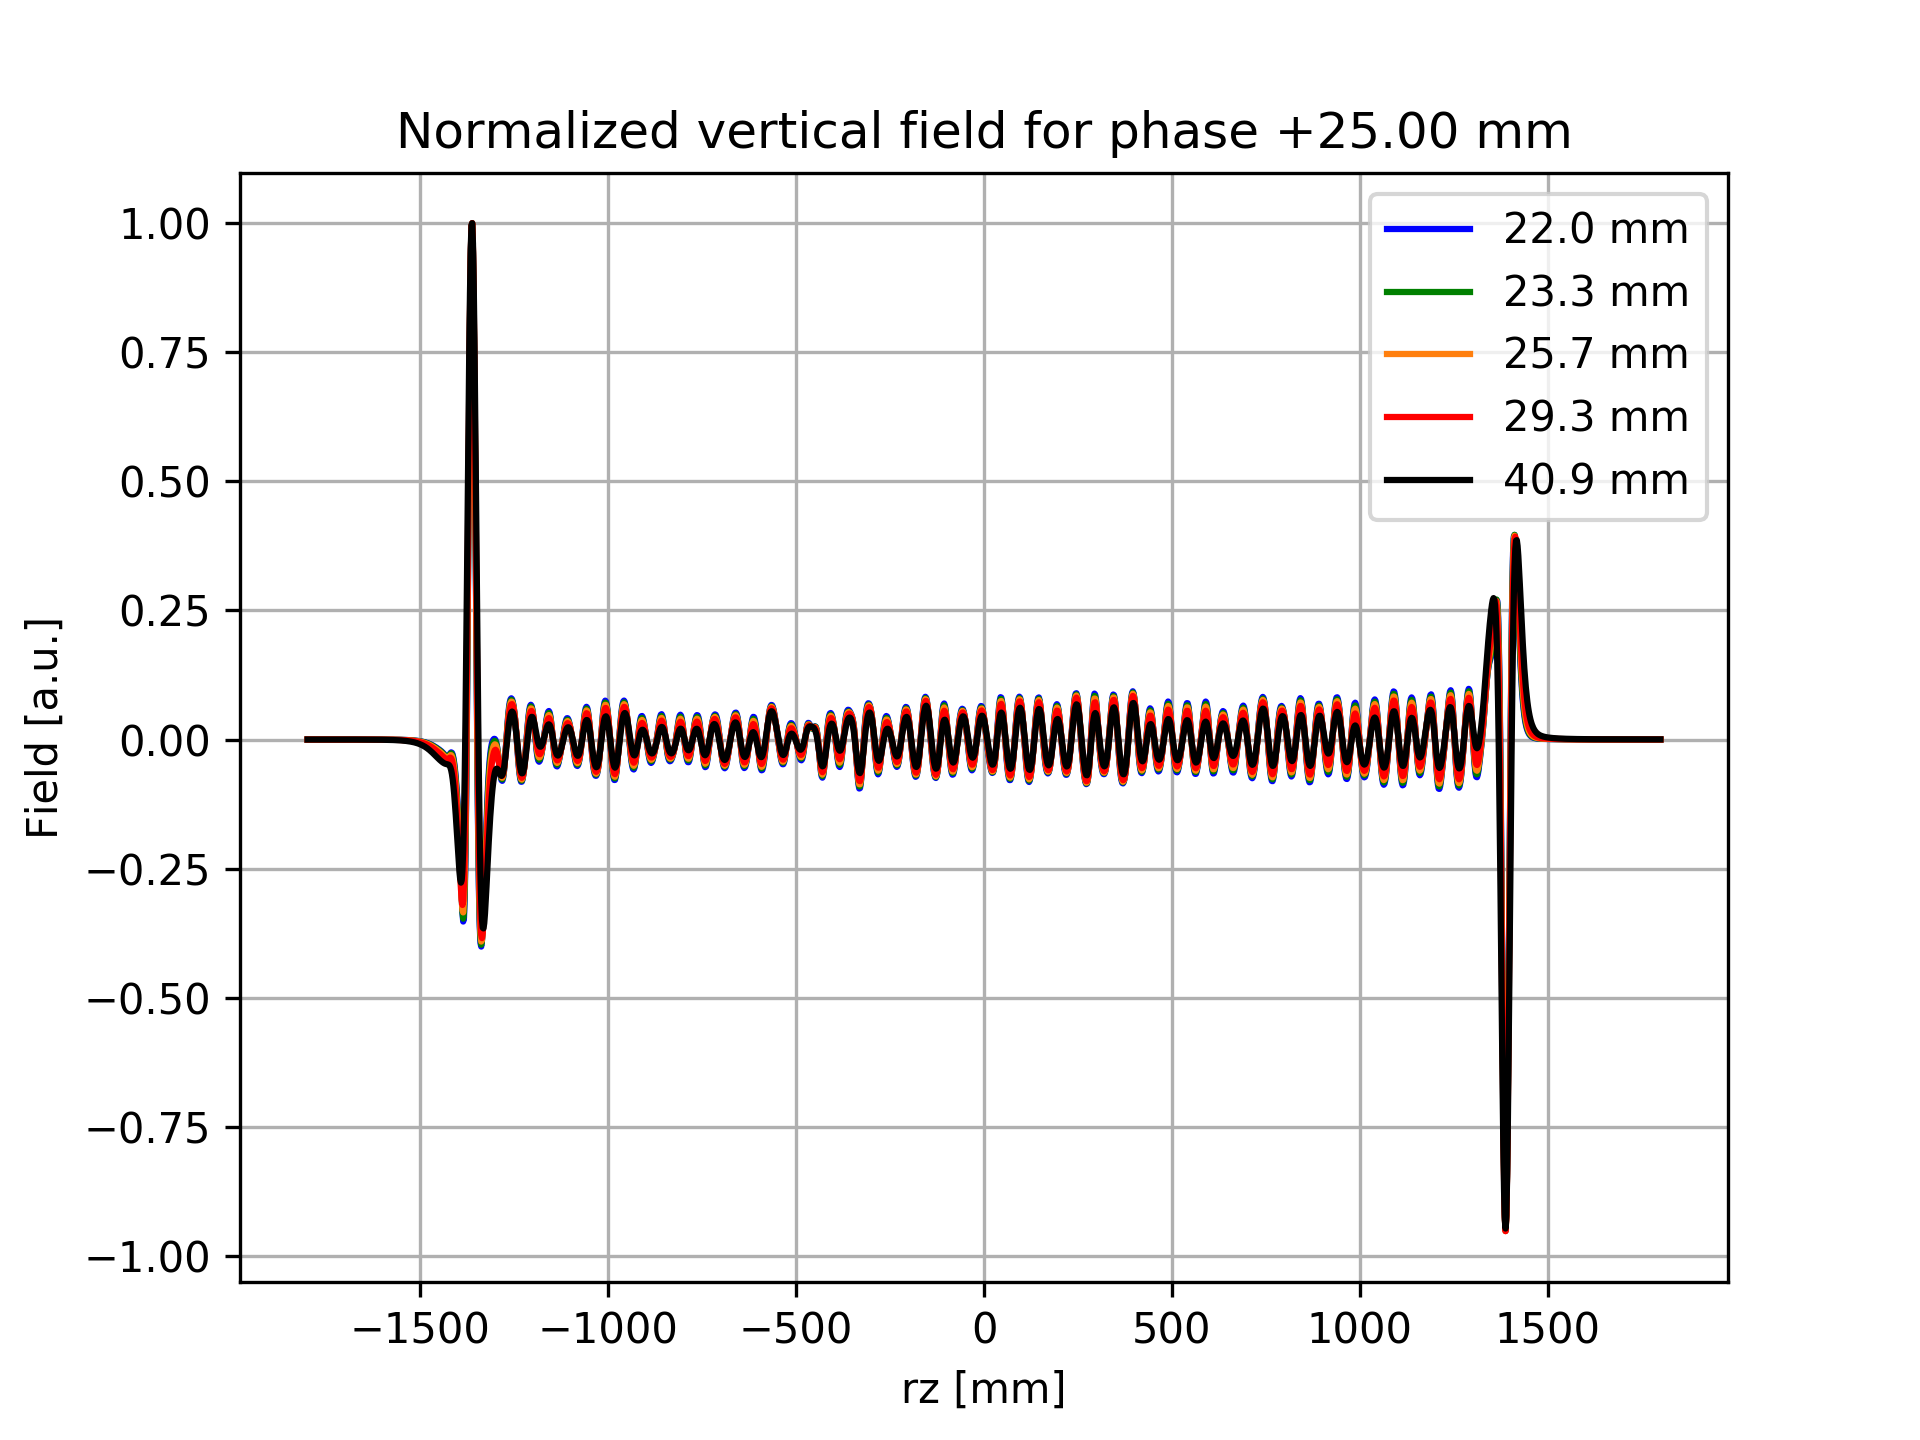 Normalized vertical field for phase +25.00 mm
1.00
0.75
0.50
0.25
0.00
−0.25
−0.50
−0.75
−1.00
Field [a.u.]
22.0 mm
23.3 mm
25.7 mm
29.3 mm
40.9 mm
−1500 −1000 −500 0 500 1000 1500
rz [mm]